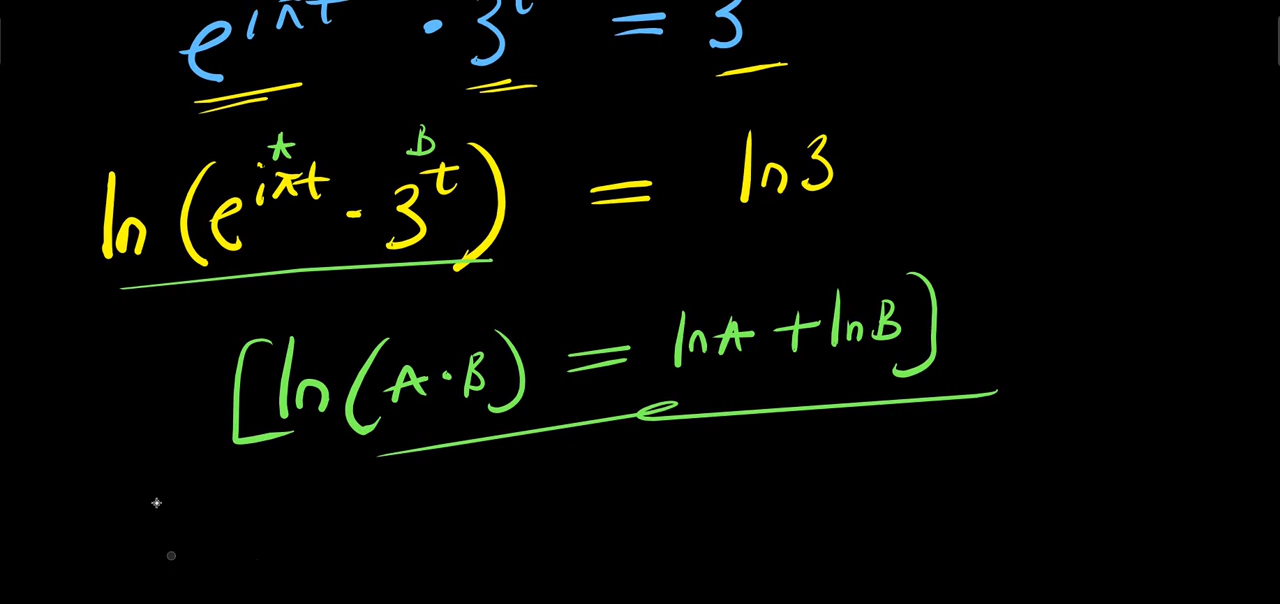 e^{iπt} · 3^t = 3
A B
ln(e^{iπt} · 3^t) = ln3
[ln(A·B) = lnA + lnB]